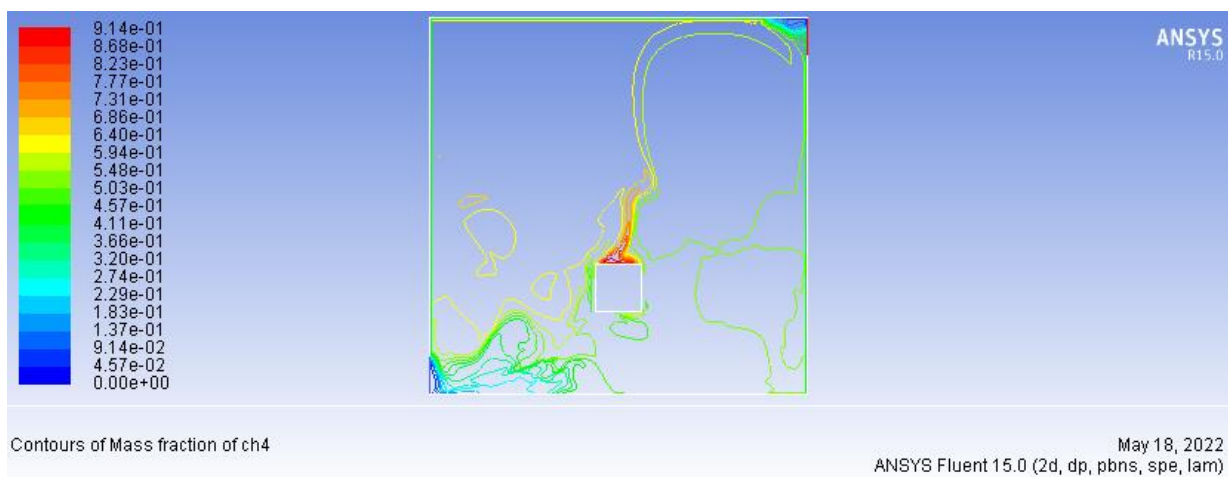 9.14e-01
8.68e-01
8.23e-01
7.77e-01
7.31e-01
6.86e-01
6.40e-01
5.94e-01
5.48e-01
5.03e-01
4.57e-01
4.11e-01
3.66e-01
3.20e-01
2.74e-01
2.29e-01
1.83e-01
1.37e-01
9.14e-02
4.57e-02
0.00e+00
ANSYS
R15.0
Contours of Mass fraction of ch4
May 18, 2022
ANSYS Fluent 15.0 (2d, dp, pbns, spe, lam)